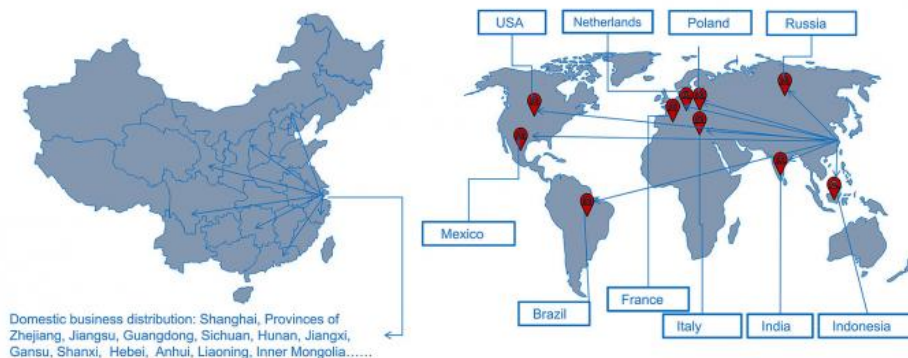 USA
Netherlands
Poland
Russia
Mexico
Brazil
France
Italy
India
Indonesia
Domestic business distribution: Shanghai, Provinces of
Zhejiang, Jiangsu, Guangdong, Sichuan, Hunan, Jiangxi,
Gansu, Shanxi, Hebei, Anhui, Liaoning, Inner Mongolia......